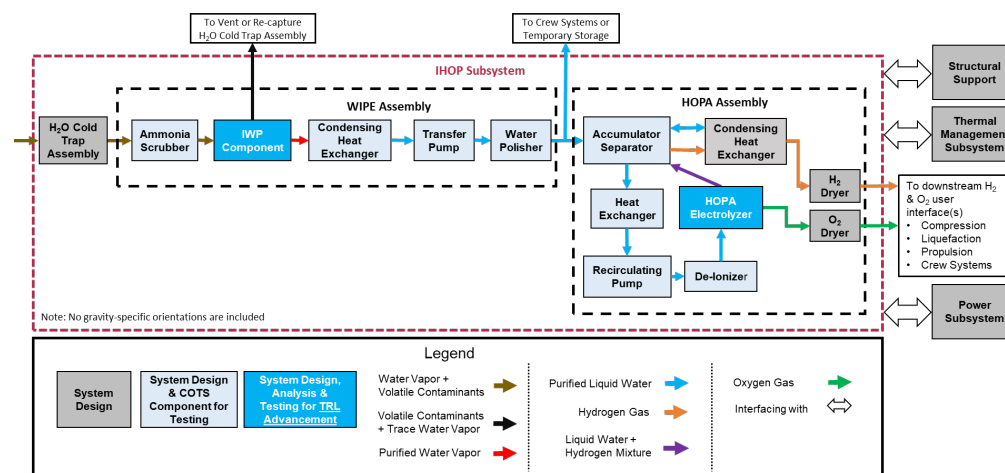 To Vent or Re-capture
H₂O Cold Trap Assembly
To Crew Systems or
Temporary Storage
IHOP Subsystem
WIPE Assembly
HOPA Assembly
H₂O Cold
Trap
Assembly
Ammonia
Scrubber
IWP
Component
Condensing
Heat
Exchanger
Transfer
Pump
Water
Polisher
Accumulator
Separator
Condensing
Heat
Exchanger
Heat
Exchanger
HOPA
Electrolyzer
Recirculating
Pump
De-Ionizer
H₂
Dryer
O₂
Dryer
Structural
Support
Thermal
Management
Subsystem
To downstream H₂
& O₂ user
interface(s)
• Compression
• Liquefaction
• Propulsion
• Crew Systems
Power
Subsystem
Note: No gravity-specific orientations are included
Legend
System
Design
System Design
& COTS
Component for
Testing
System Design,
Analysis &
Testing for TRL
Advancement
Water Vapor +
Volatile Contaminants
Volatile Contaminants
+ Trace Water Vapor
Purified Water Vapor
Purified Liquid Water
Hydrogen Gas
Liquid Water +
Hydrogen Mixture
Oxygen Gas
Interfacing with